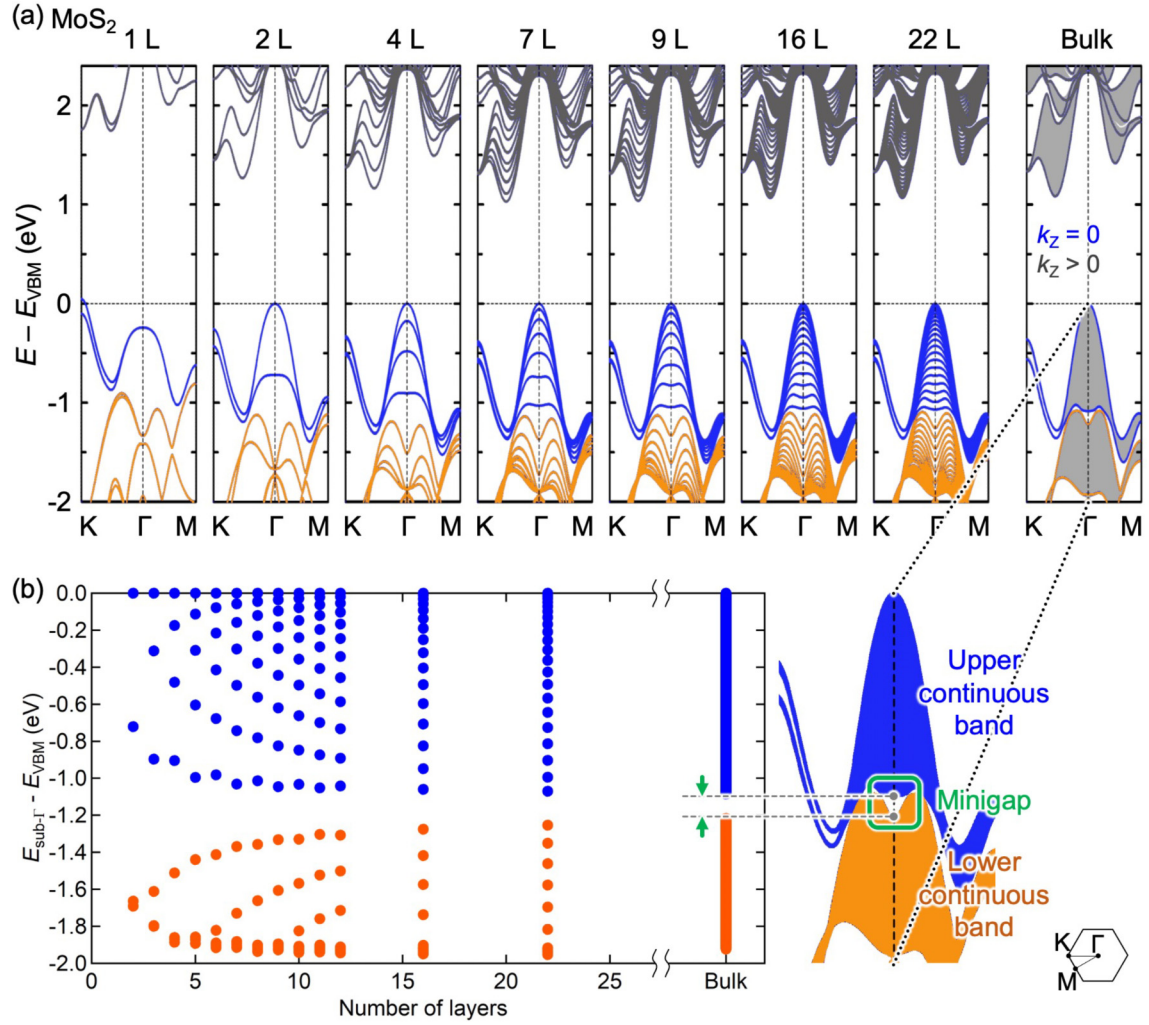 (a) MoS2
1 L 2 L 4 L 7 L 9 L 16 L 22 L Bulk
E – EVBM (eV)
2
1
0
-1
-2
kz = 0
kz > 0
K Γ M K Γ M K Γ M K Γ M K Γ M K Γ M K Γ M K Γ M
(b)
Esub-Γ - EVBM (eV)
0.0
-0.2
-0.4
-0.6
-0.8
-1.0
-1.2
-1.4
-1.6
-1.8
-2.0
0 5 10 15 20 25 Bulk
Number of layers
Upper
continuous
band
Minigap
Lower
continuous
band
K Γ
M